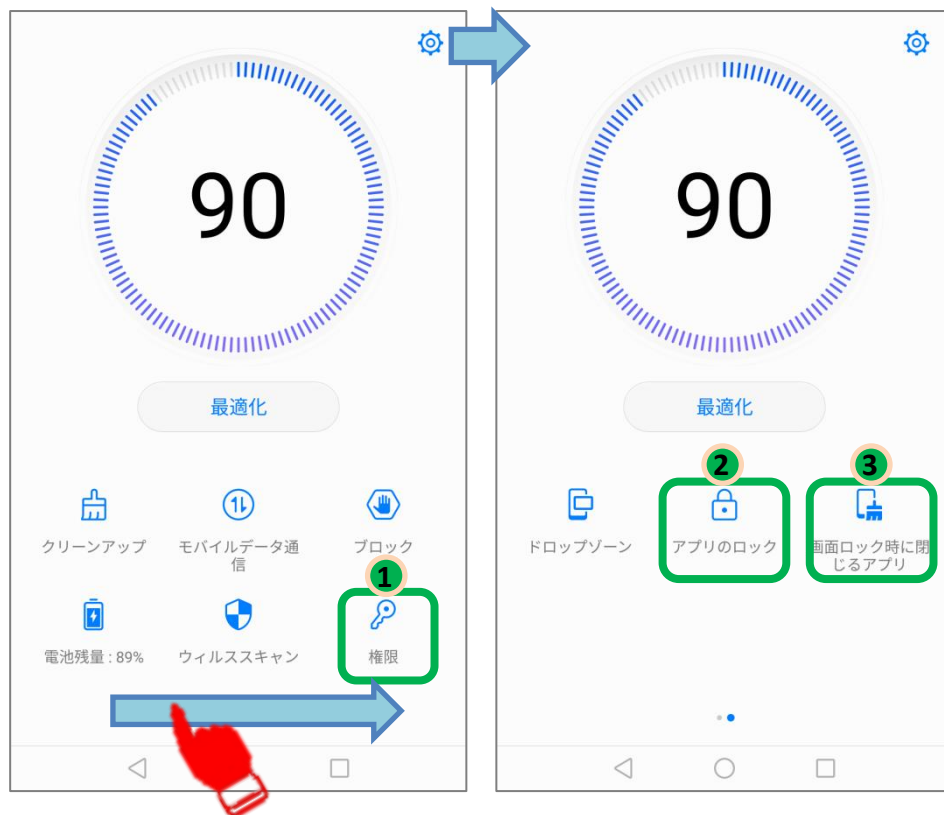 90
最適化
クリーンアップ
モバイルデータ通
信
ブロック
1
電池残量 : 89%
ウィルススキャン
権限
90
最適化
2
3
ドロップゾーン
アプリのロック
画面ロック時に閉
じるアプリ